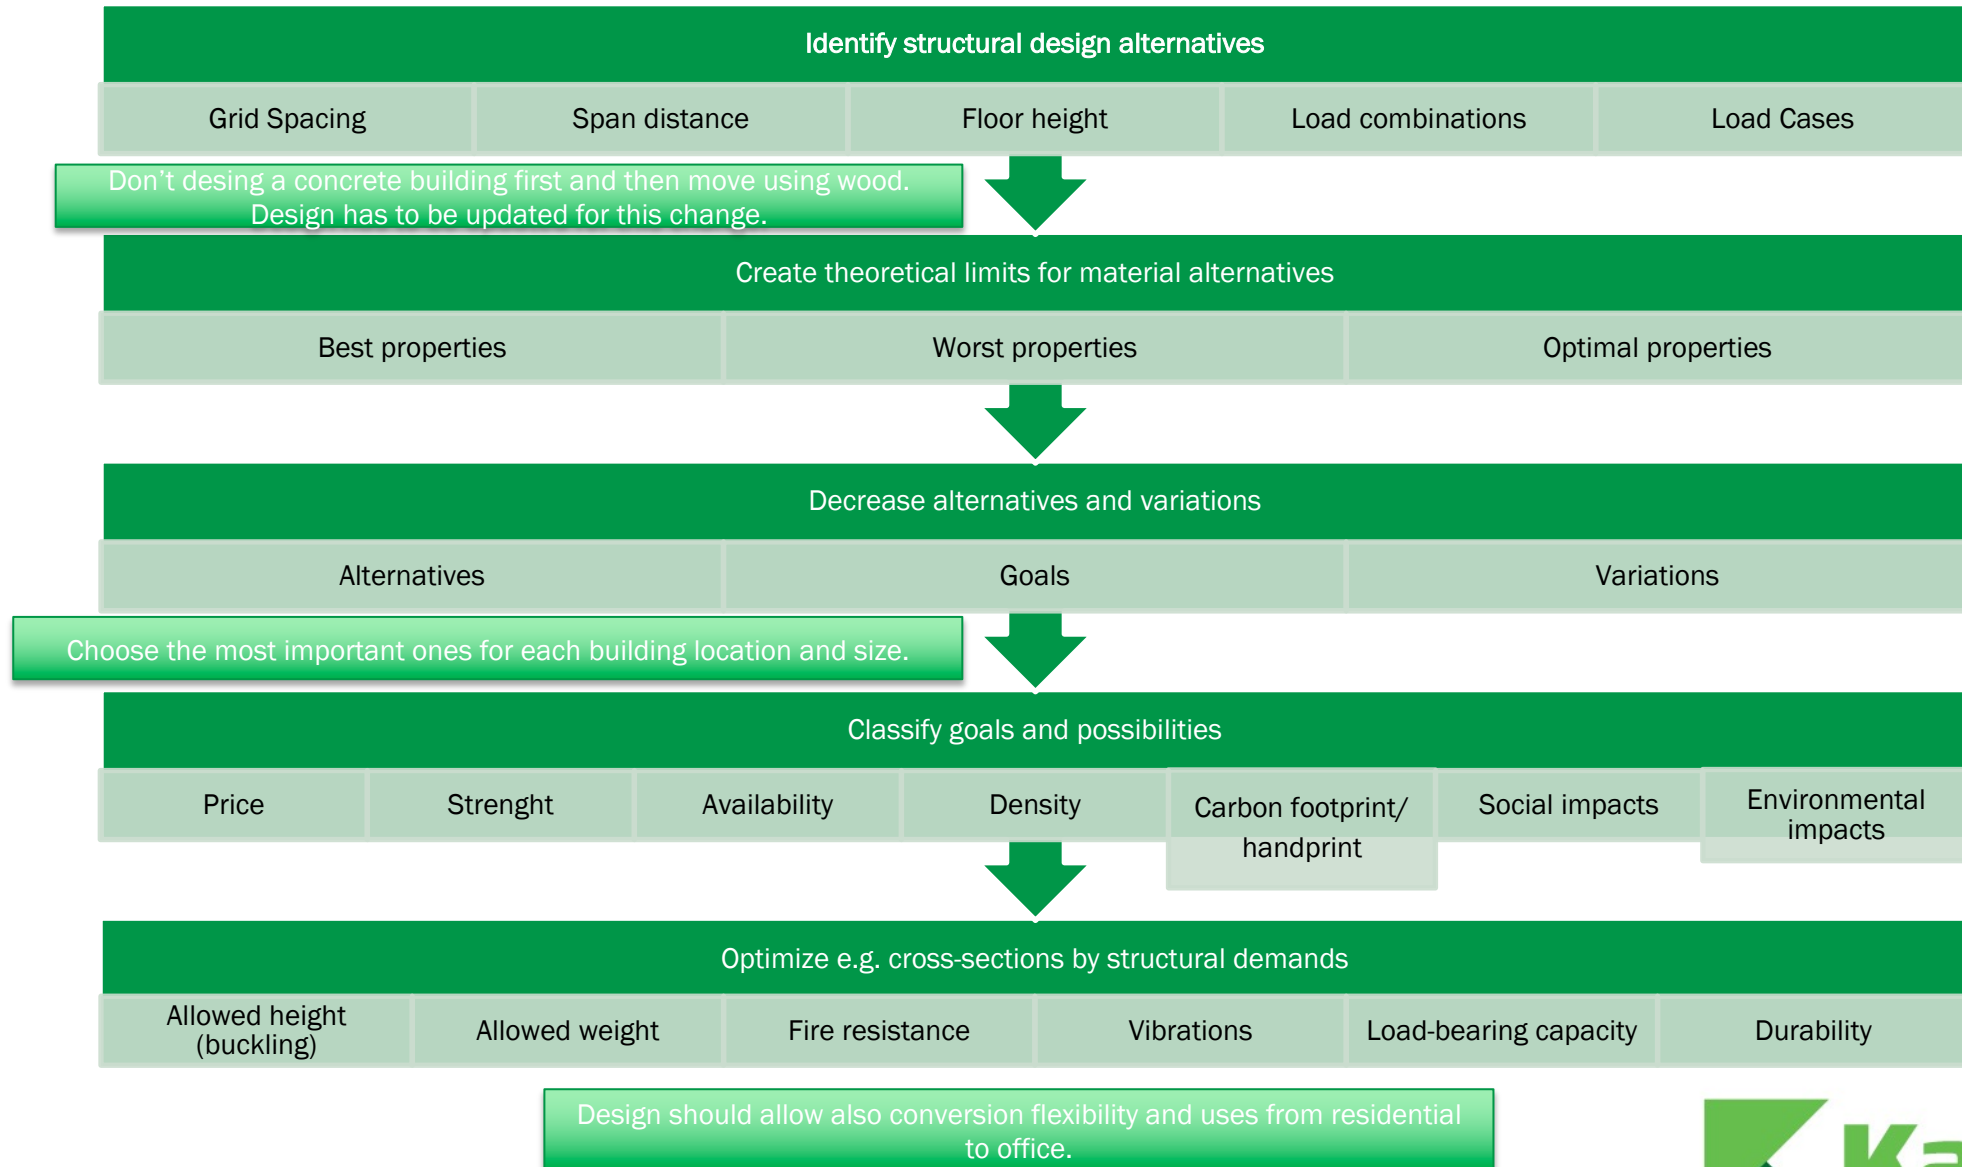 Identify structural design alternatives
Grid Spacing
Span distance
Floor height
Load combinations
Load Cases
Don't desing a concrete building first and then move using wood.
Design has to be updated for this change.
Create theoretical limits for material alternatives
Best properties
Worst properties
Optimal properties
Decrease alternatives and variations
Alternatives
Goals
Variations
Choose the most important ones for each building location and size.
Classify goals and possibilities
Price
Strenght
Availability
Density
Carbon footprint/
handprint
Social impacts
Environmental
impacts
Optimize e.g. cross-sections by structural demands
Allowed height
(buckling)
Allowed weight
Fire resistance
Vibrations
Load-bearing capacity
Durability
Design should allow also conversion flexibility and uses from residential
to office.
Ka